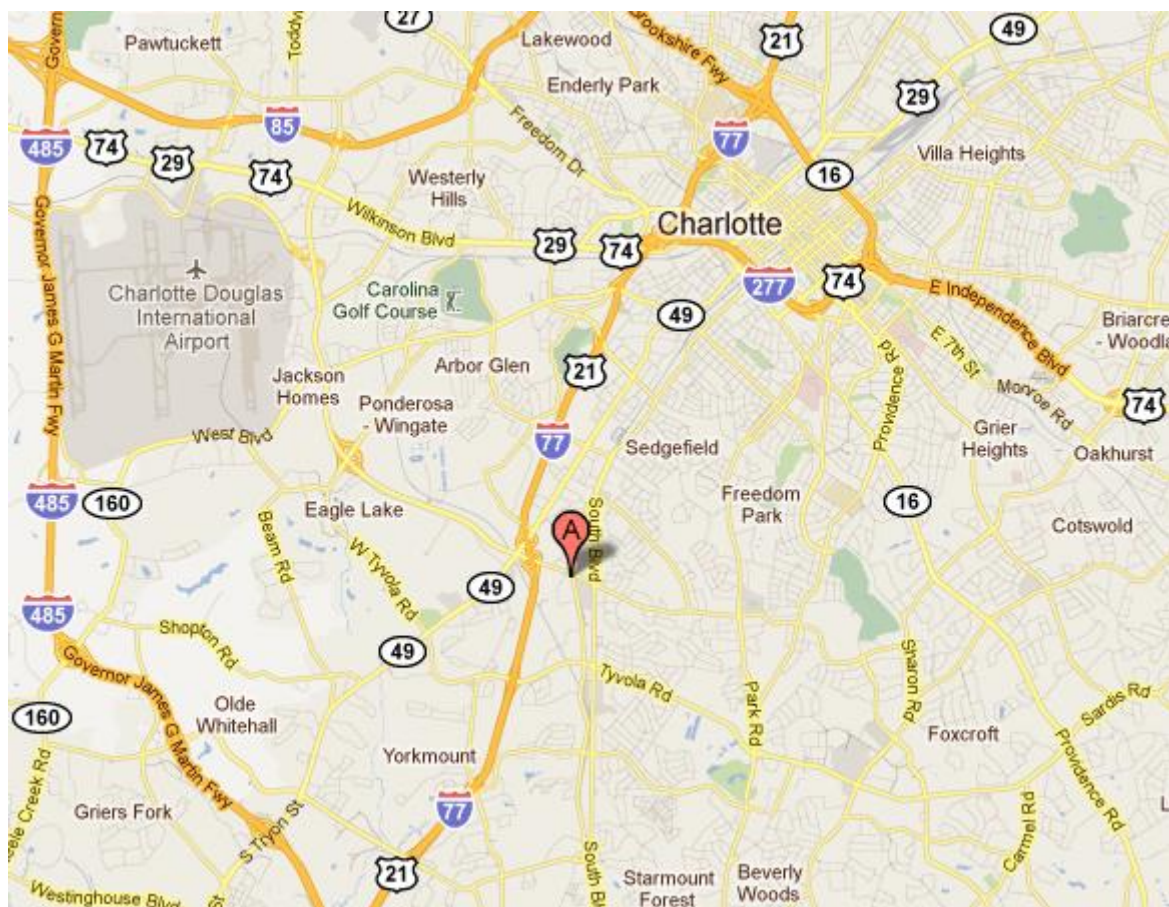 Pawtuckett
27
Lakewood
21
49
Enderly Park
Brookshire Fwy
29
85
485
74
29
74
Freedom Dr
77
Villa Heights
16
Westerly
Hills
Wilkinson Blvd
29
74
Charlotte
277
74
E Independence Blvd
Charlotte Douglas
International
Airport
Carolina
Golf Course
49
Governor James G Martin Fwy
E 7th St
Monroe Rd
Arbor Glen
21
Providence Rd
Jackson
Homes
Ponderosa
- Wingate
74
West Blvd
77
Sedgefield
Grier
Heights
Oakhurst
485
160
Eagle Lake
Freedom
Park
16
Cotswold
Beam Rd
W Tyvola Rd
A
South Blvd
49
485
Shopton Rd
49
Tyvola Rd
Park Rd
Sharon Rd
Sardis Rd
Governor James G Martin Fwy
160
Olde
Whitehall
Foxcroft
Yorkmount
Providence Rd
77
Griers Fork
S Tryon St
Carmel Rd
21
Westinghouse Blvd
Starmount
Forest
Beverly
Woods